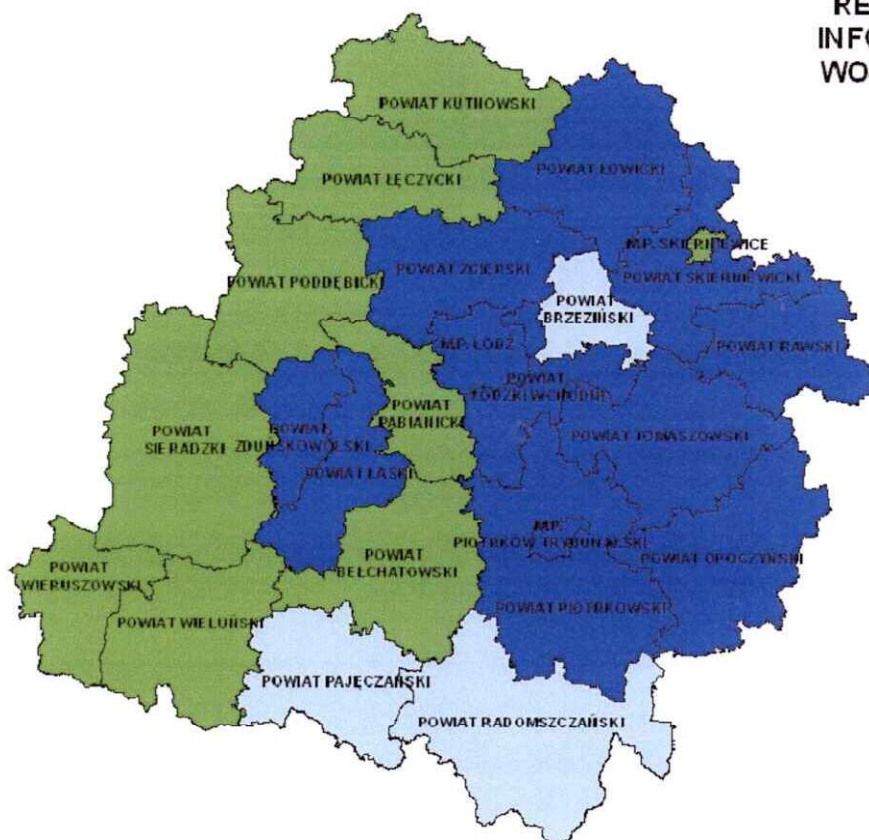 RE
INFO
WO
POWIAT KUTNOWSKI
POWIAT ŁOWICKI
POWIAT ŁĘCZYCKI
M.P. SKIERNIEWICE
POWIAT ZGIERSKI
POWIAT SKIERNIEWICKI
POWIAT PODDĘBICKI
POWIAT
BRZEZIŃSKI
M.P. ŁÓDŹ
POWIAT RAWSKI
POWIAT
ŁÓDZKI WCHODNI
POWIAT
PABIANICKI
POWIAT
SIERADZKI
POWIAT
ZDUŃSKOWOLSKI
POWIAT TOMASZOWSKI
POWIAT ŁASKI
M.P.
PIOTRKÓW TRYBUNALSKI
POWIAT OPOCZYŃSKI
POWIAT
BEŁCHATOWSKI
POWIAT
WIERUSZOWSKI
POWIAT PIOTRKOWSKI
POWIAT WIELUŃSKI
POWIAT PAJĘCZAŃSKI
POWIAT RADOMSZCZAŃSKI